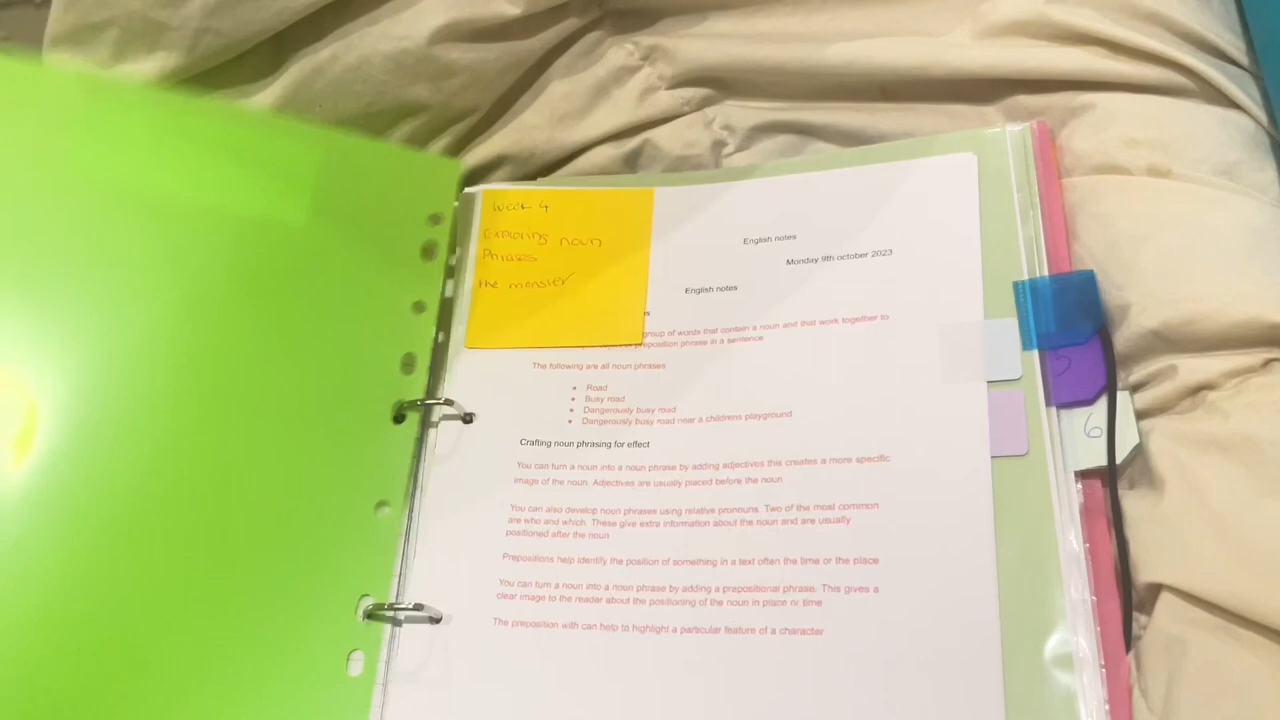 Week 4
Exploring noun
Phrases
the monster
English notes
Monday 9th october 2023
English notes
group of words that contain a noun and that work together to
preposition phrase in a sentence
The following are all noun phrases
Road
Busy road
Dangerously busy road
Dangerously busy road near a childrens playground
Crafting noun phrasing for effect
You can turn a noun into a noun phrase by adding adjectives this creates a more specific
image of the noun. Adjectives are usually placed before the noun
You can also develop noun phrases using relative pronouns. Two of the most common
are who and which. These give extra information about the noun and are usually
positioned after the noun
Prepositions help identify the position of something in a text often the time or the place
You can turn a noun into a noun phrase by adding a prepositional phrase. This gives a
clear image to the reader about the positioning of the noun in place or time
The preposition with can help to highlight a particular feature of a character
5
6